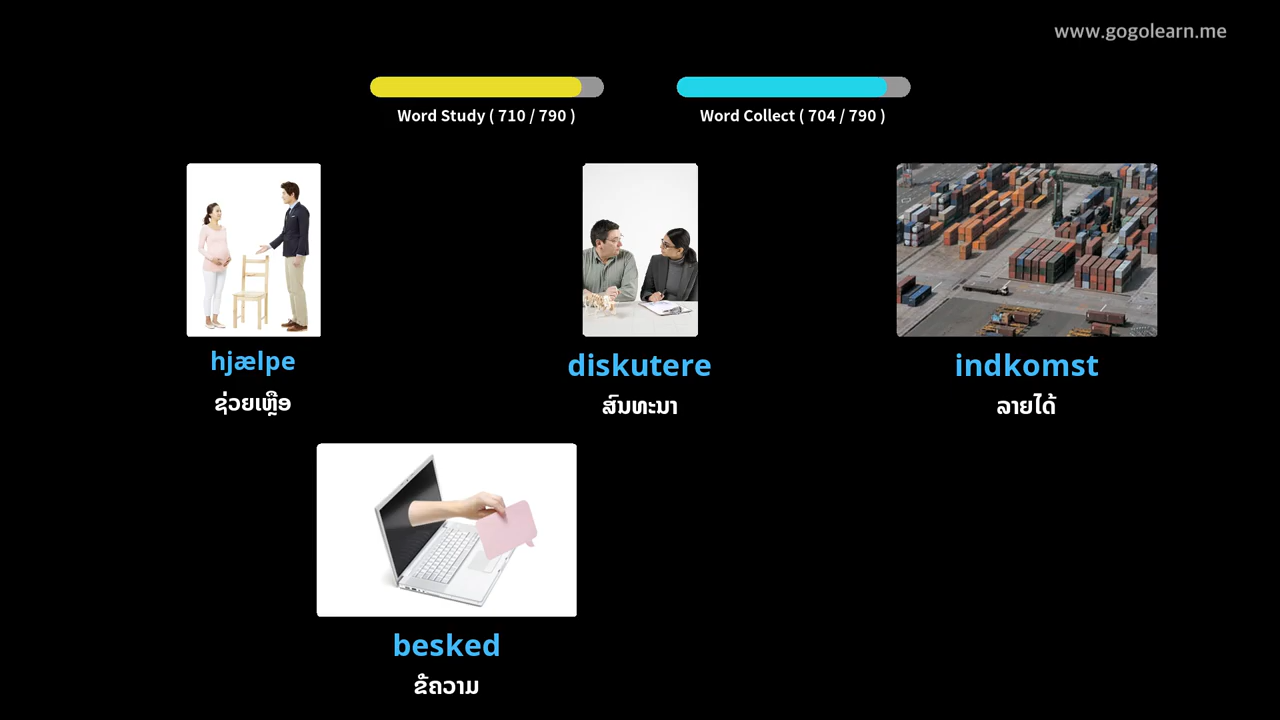 www.gogolearn.me
Word Study ( 710 / 790 )
Word Collect ( 704 / 790 )
hjælpe
diskutere
indkomst
ຊ່ວຍເຫຼືອ
ສົນທະນາ
ລາຍໄດ້
besked
ຂໍ້ຄວາມ